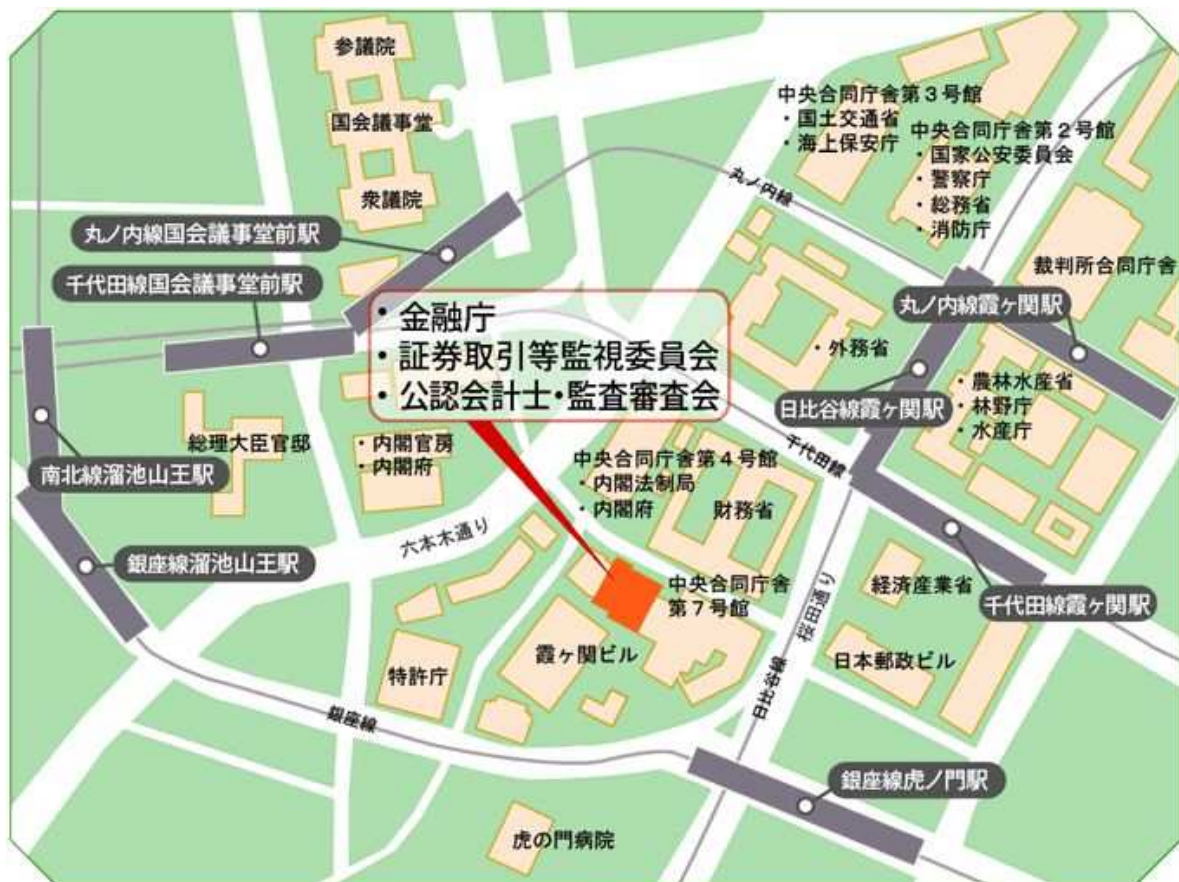 参議院
国会議事堂
衆議院
中央合同庁舎第３号館
・国土交通省
・海上保安庁
中央合同庁舎第２号館
・国家公安委員会
・警察庁
・総務省
・消防庁
丸ノ内線
裁判所合同庁舎
丸ノ内線国会議事堂前駅
千代田線国会議事堂前駅
・金融庁
・証券取引等監視委員会
・公認会計士・監査審査会
丸ノ内線霞ヶ関駅
・外務省
日比谷線霞ヶ関駅
・農林水産省
・林野庁
・水産庁
総理大臣官邸
・内閣官房
・内閣府
南北線溜池山王駅
中央合同庁舎第４号館
・内閣法制局
・内閣府
財務省
千代田線
六本木通り
銀座線溜池山王駅
中央合同庁舎
第７号館
桜田通り
経済産業省
千代田線霞ヶ関駅
霞ヶ関ビル
特許庁
日本郵政ビル
日比谷線
銀座線
銀座線虎ノ門駅
虎の門病院